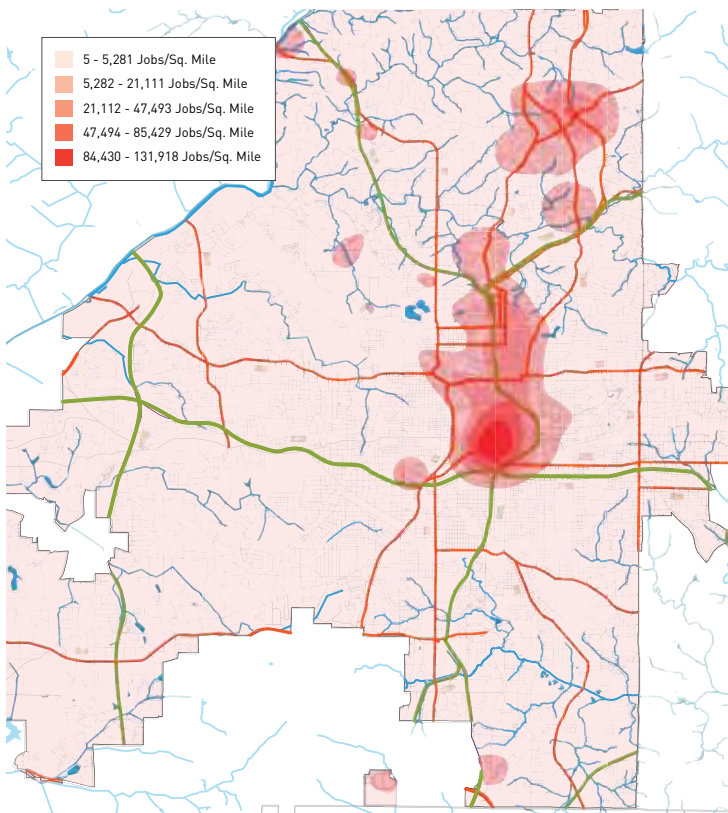 5 - 5,281 Jobs/Sq. Mile
5,282 - 21,111 Jobs/Sq. Mile
21,112 - 47,493 Jobs/Sq. Mile
47,494 - 85,429 Jobs/Sq. Mile
84,430 - 131,918 Jobs/Sq. Mile